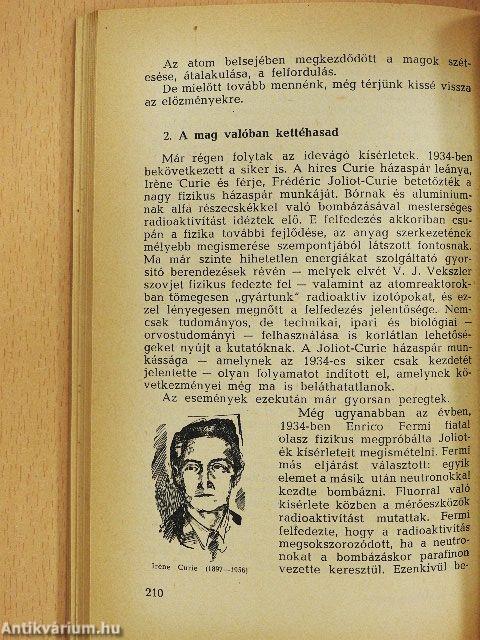 Az atom belsejében megkezdődött a magok szét-
esése, átalakulása, a felfordulás.
De mielőtt tovább mennénk, még térjünk kissé vissza
az előzményekre.
2. A mag valóban kettéhasad
Már régen folytak az idevágó kísérletek. 1934-ben
bekövetkezett a siker is. A híres Curie házaspár leánya,
Irène Curie és férje, Frédéric Joliot-Curie betetőzték a
nagy fizikus házaspár munkáját. Bórnak és alumínium-
nak alfa részecskékkel való bombázásával mesterséges
radioaktivitást idéztek elő. E felfedezés akkoriban csu-
pán a fizika további fejlődése, az anyag szerkezetének
mélyebb megismerése szempontjából látszott fontosnak.
Ma már szinte hihetetlen energiákat szolgáltató gyor-
sító berendezések révén — melyek elvét V. J. Vekszler
szovjet fizikus fedezte fel — valamint az atomreaktorok-
ban tömegesen „gyártunk" radioaktív izotópokat, és ez-
zel lényegesen megnőtt a felfedezés jelentősége. Nem-
csak tudományos, de technikai, ipari és biológiai —
orvostudományi — felhasználása is korlátlan lehetősé-
geket nyújt a kutatóknak. A Joliot-Curie házaspár mun-
kássága — amelynek az 1934-es siker csak kezdetét
jelentette — olyan folyamatot indított el, amelynek kö-
vetkezményei még ma is beláthatatlanok.
Az események ezekután már gyorsan peregtek.
Még ugyanabban az évben,
1934-ben Enrico Fermi fiatal
olasz fizikus megpróbálta Joliot-
ék kísérleteit megismételni. Fermi
más eljárást választott: egyik
elemet a másik után neutronokkal
kezdte bombázni. Fluorral való
kísérlete közben a mérőeszközök
radioaktivitást mutattak. Fermi
felfedezte, hogy a radioaktivitás
megsokszorozódott, ha a neutro-
nokat a bombázáskor parafinon
vezette keresztül. Ezenkívül be-
Irène Curie (1897—1956)
210
Antikvárium.hu